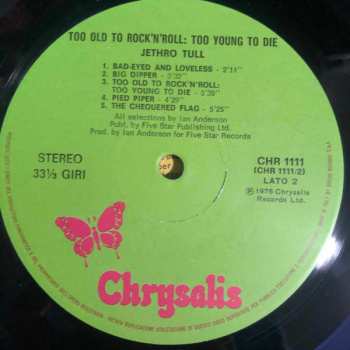 TOO OLD TO ROCK'N'ROLL: TOO YOUNG TO DIE
JETHRO TULL
1. BAD-EYED AND LOVELESS - 2'11"
2. BIG DIPPER - 3'32"
3. TOO OLD TO ROCK'N'ROLL:
TOO YOUNG TO DIE - 5'39"
4. PIED PIPER - 4'29"
5. THE CHEQUERED FLAG - 5'25"
All selections by Ian Anderson
Publ. by Five Star Publishing Ltd.
Prod. by Ian Anderson for Five Star Records
STEREO
33⅓ GIRI
CHR 1111
(CHR 1111/2)
LATO 2
℗ 1976 Chrysalis
Records Ltd.
Chrysalis